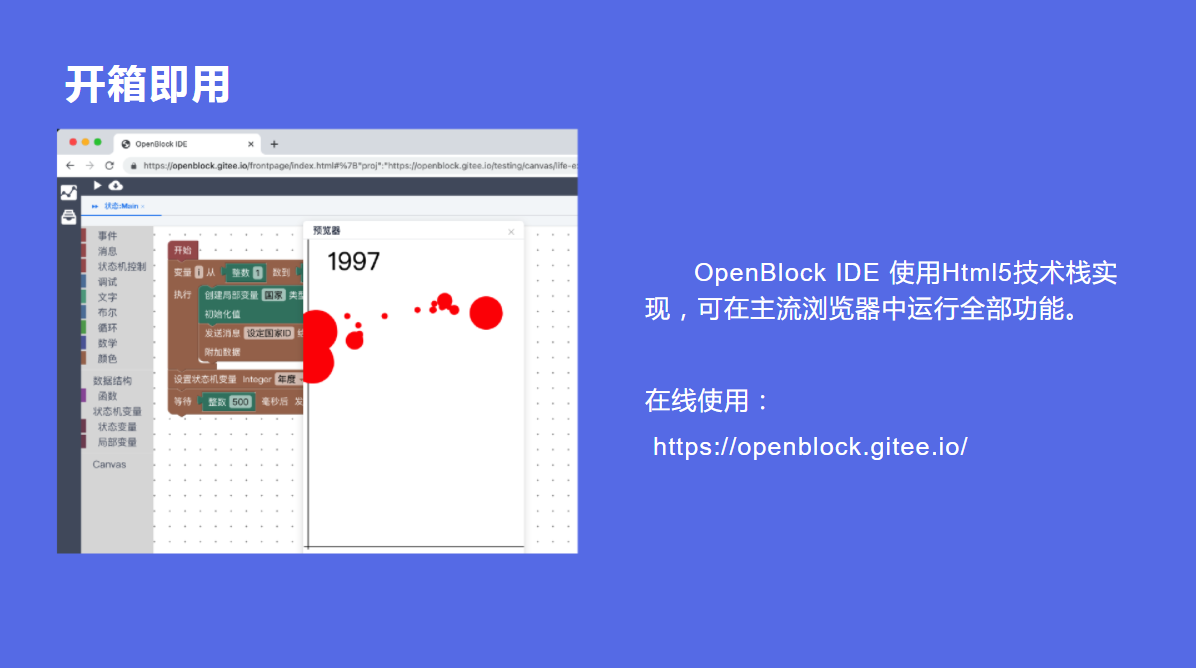 开箱即用
OpenBlock IDE
https://openblock.gitee.io/frontpage/index.html#%7B"proj":"https://openblock.gitee.io/testing/canvas/life-e
状态:Main
事件
消息
状态机控制
调试
文字
布尔
循环
数学
颜色
数据结构
函数
状态机变量
状态变量
局部变量
Canvas
开始
变量 i 从 整数 1 数到
执行 创建局部变量 国家 类型
初始化值
发送消息 设定国家ID 给
附加数据
设置状态机变量 Integer 年度
等待 整数 500 毫秒后 发
预览器
1997
OpenBlock IDE 使用Html5技术栈实
现，可在主流浏览器中运行全部功能。
在线使用：
https://openblock.gitee.io/